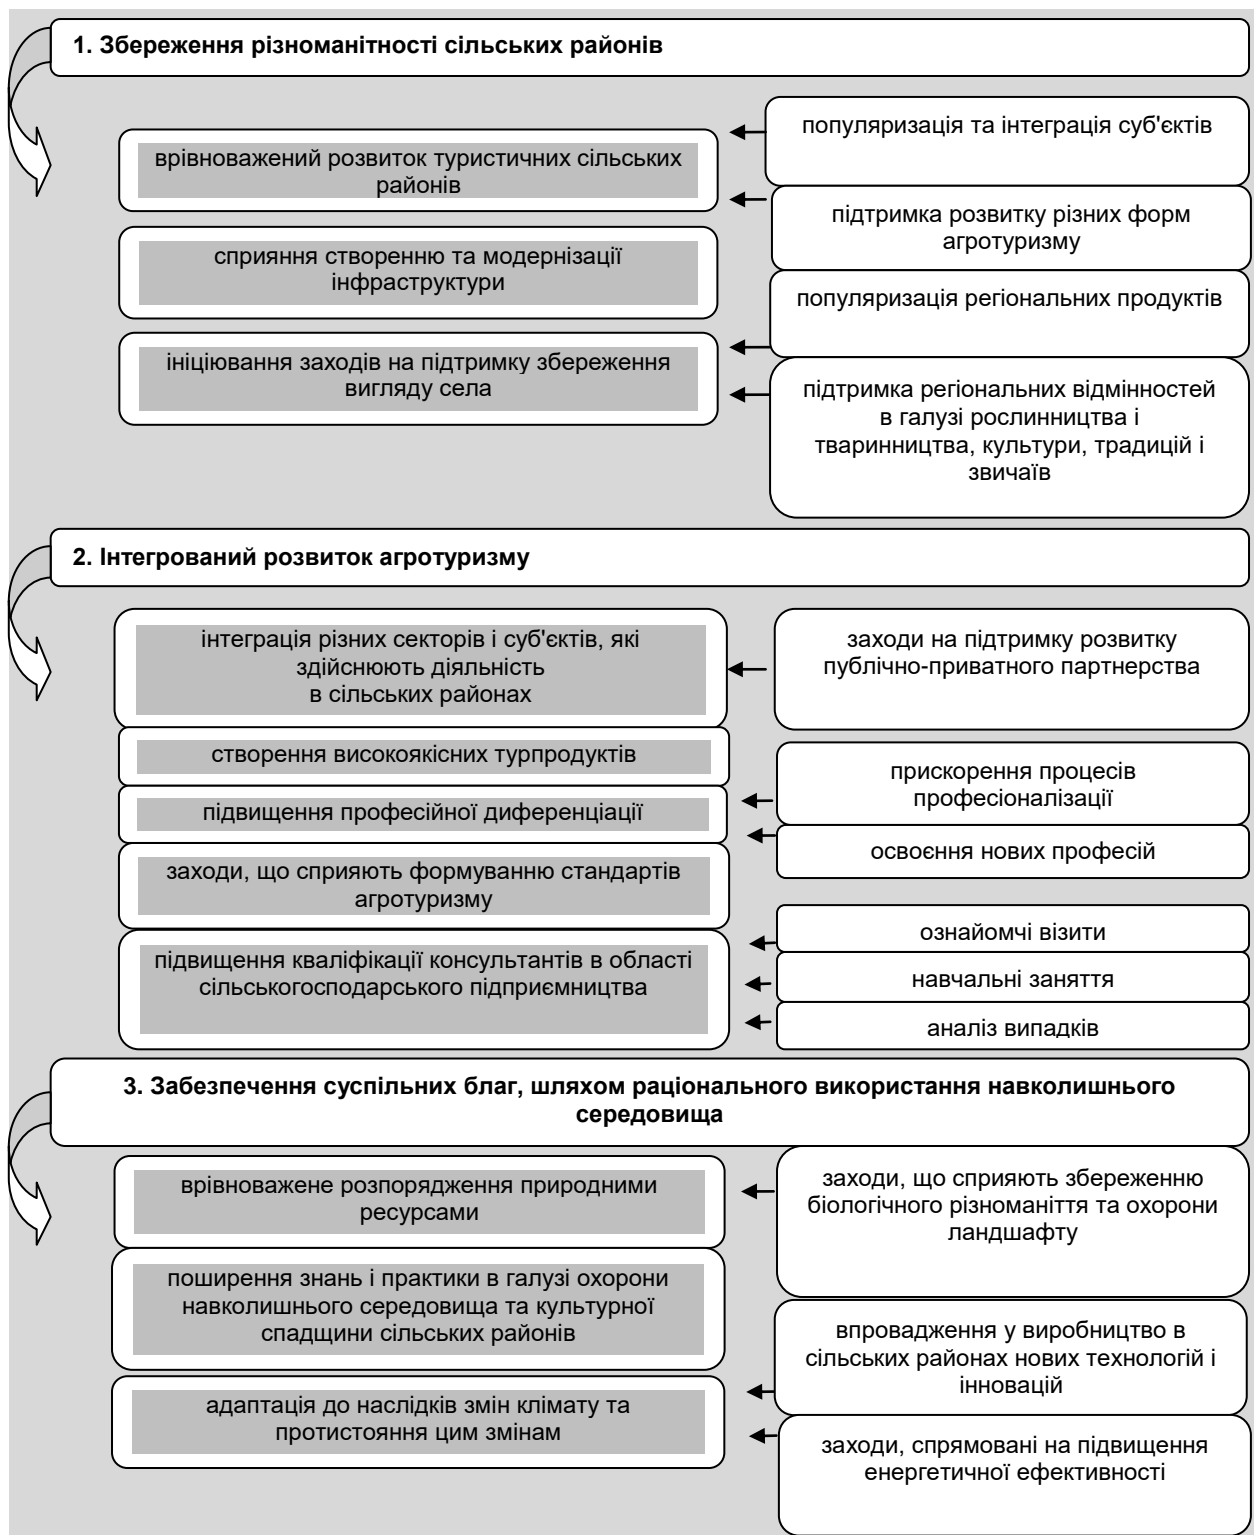 1. Збереження різноманітності сільських районів
врівноважений розвиток туристичних сільських
районів
сприяння створенню та модернізації
інфраструктури
ініціювання заходів на підтримку збереження
вигляду села
популяризація та інтеграція суб'єктів
підтримка розвитку різних форм
агротуризму
популяризація регіональних продуктів
підтримка регіональних відмінностей
в галузі рослинництва і
тваринництва, культури, традицій і
звичаїв
2. Інтегрований розвиток агротуризму
інтеграція різних секторів і суб'єктів, які
здійснюють діяльність
в сільських районах
створення високоякісних турпродуктів
підвищення професійної диференціації
заходи, що сприяють формуванню стандартів
агротуризму
підвищення кваліфікації консультантів в області
сільськогосподарського підприємництва
заходи на підтримку розвитку
публічно-приватного партнерства
прискорення процесів
професіоналізації
освоєння нових професій
ознайомчі візити
навчальні заняття
аналіз випадків
3. Забезпечення суспільних благ, шляхом раціонального використання навколишнього
середовища
врівноважене розпорядження природними
ресурсами
поширення знань і практики в галузі охорони
навколишнього середовища та культурної
спадщини сільських районів
адаптація до наслідків змін клімату та
протистояння цим змінам
заходи, що сприяють збереженню
біологічного різноманіття та охорони
ландшафту
впровадження у виробництво в
сільських районах нових технологій і
інновацій
заходи, спрямовані на підвищення
енергетичної ефективності